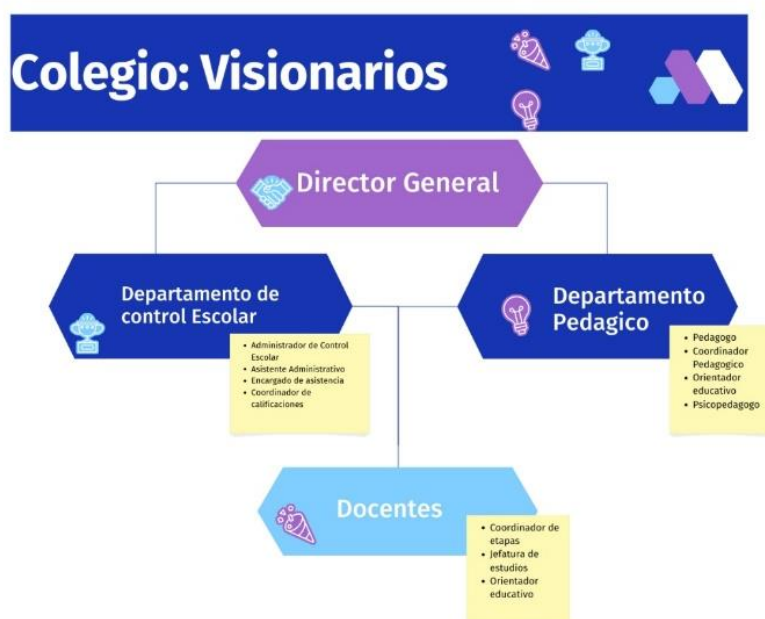 Colegio: Visionarios
Director General
Departamento de
control Escolar
• Administrador de Control
Escolar
• Asistente Administrativo
• Encargado de asistencia
• Coordinador de
calificaciones
Departamento
Pedagico
• Pedagogo
• Coordinador
Pedagogico
• Orientador
educativo
• Psicopedagogo
Docentes
• Coordinador de
etapas
• Jefatura de
estudios
• Orientador
educativo